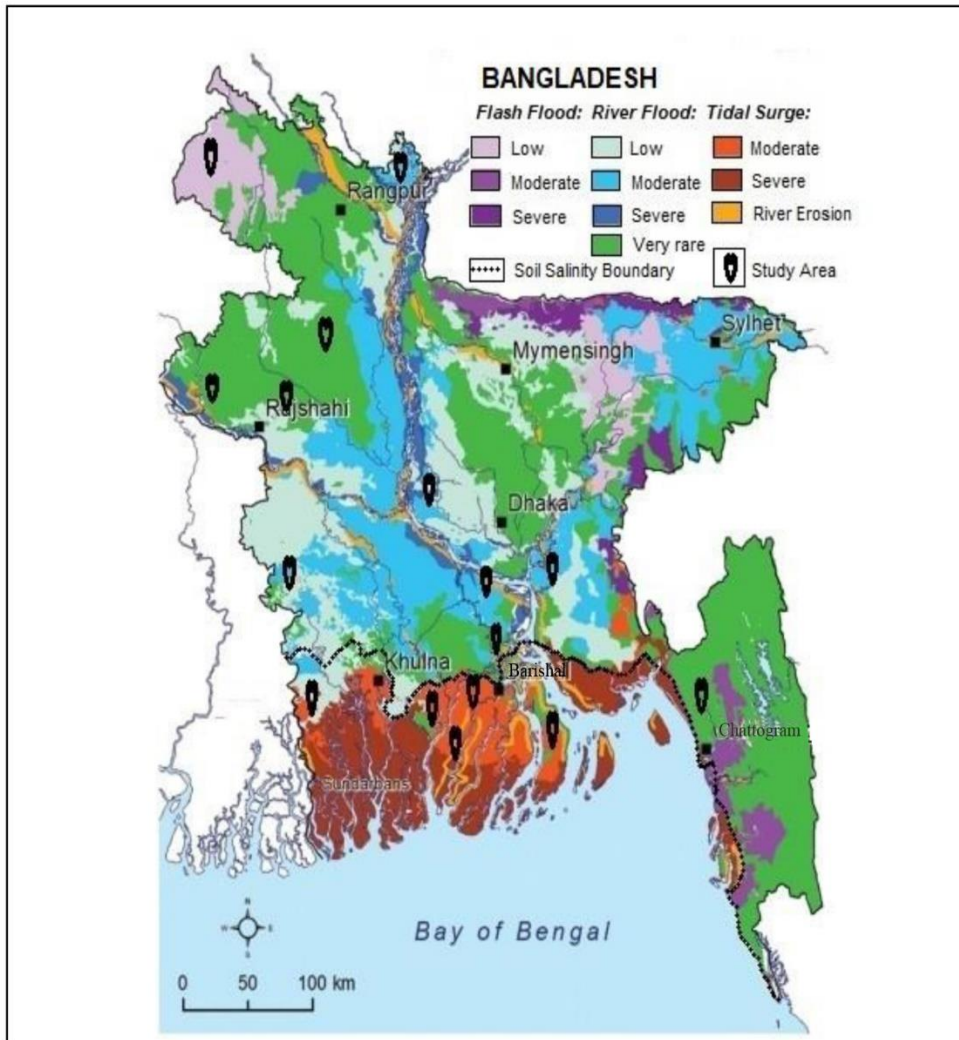 BANGLADESH
Flash Flood: River Flood: Tidal Surge:
Low Low Moderate
Moderate Moderate Severe
Severe Severe River Erosion
Very rare
Soil Salinity Boundary Study Area
Rangpur
Sylhet
Mymensingh
Rajshahi
Dhaka
Khulna
Barishal
Chattogram
Sundarbans
N
W E
S
Bay of Bengal
0 50 100 km
1